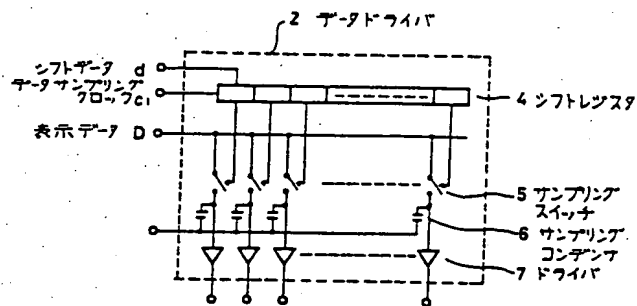 2 データドライバ
シフトデータ d
データサンプリング
クロック c1
4 シフトレジスタ
表示データ D
5 サンプリング
スイッチ
6 サンプリング
コンデンサ
7 ドライバ